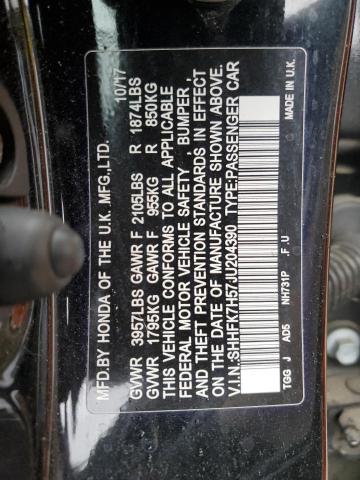 MFD.BY HONDA OF THE U.K. MFG.,LTD. 10/17
GVWR 3957LBS GAWR F 2105LBS R 1874LBS
GVWR 1795KG GAWR F 955KG R 850KG
THIS VEHICLE CONFORMS TO ALL APPLICABLE
FEDERAL MOTOR VEHICLE SAFETY, BUMPER,
AND THEFT PREVENTION STANDARDS IN EFFECT
ON THE DATE OF MANUFACTURE SHOWN ABOVE.
V.I.N.:SHHFK7H57JU204390 TYPE:PASSENGER CAR
TGG J AD5 NH731P .F.U MADE IN U.K.